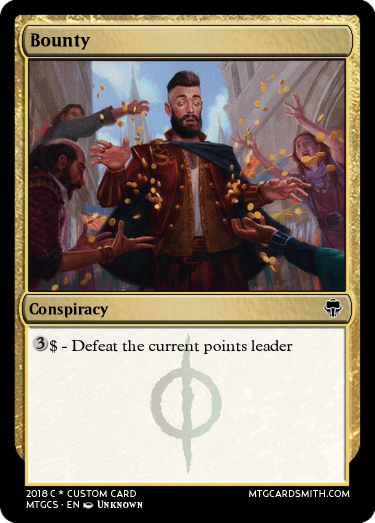 Bounty
Conspiracy
3$ - Defeat the current points leader
2018 C * CUSTOM CARD
MTGCARDSMITH.COM
MTGCS · EN Unknown